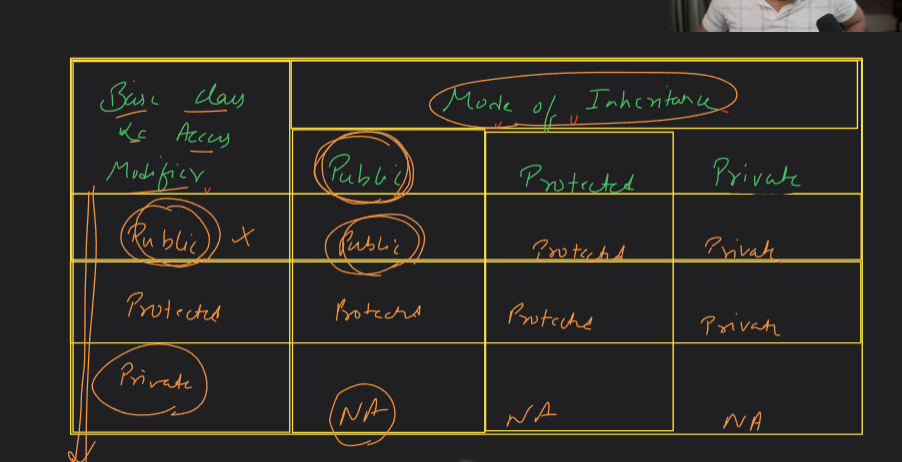 Base class
Ke Access
Modifier
Mode of Inheritance
Public Protected Private
Public x Public Protected Private
Protected Protected Protected Private
Private NA NA NA